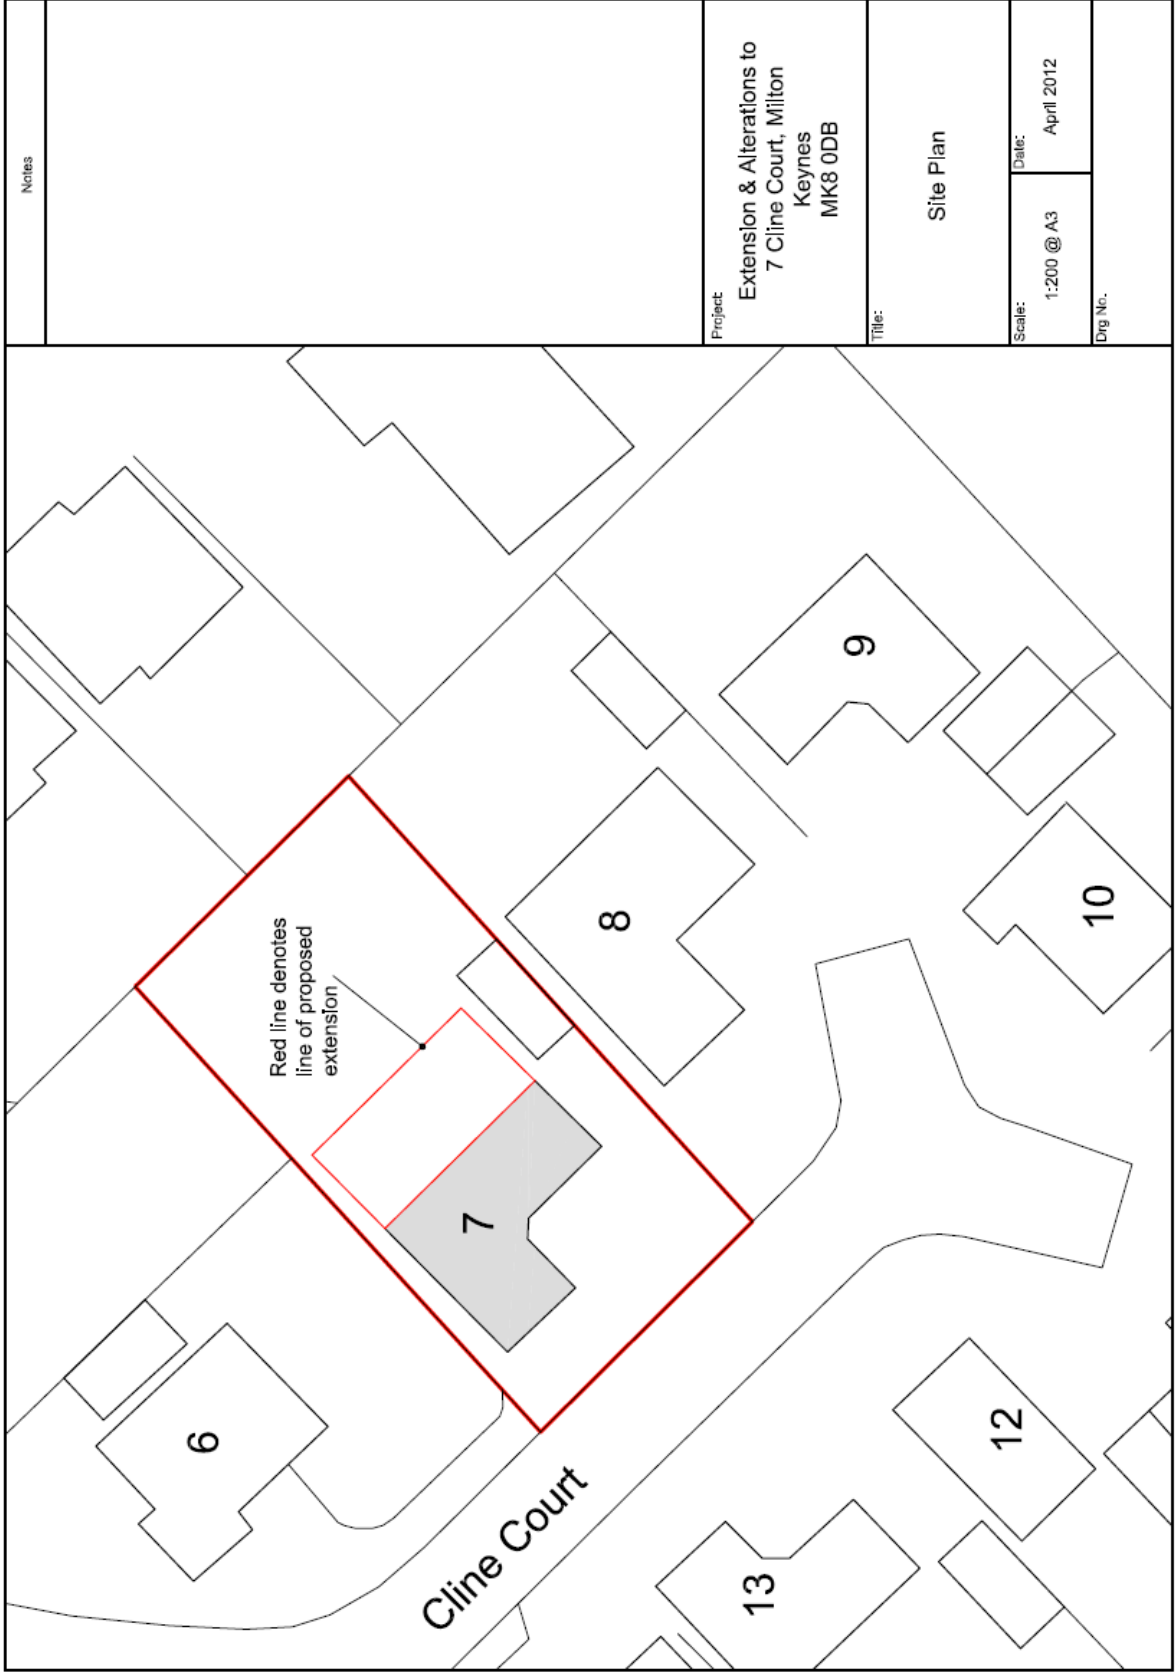 Notes
Project:
Extension & Alterations to
7 Cline Court, Milton
Keynes
MK8 0DB
Title:
Site Plan
Scale:
1:200 @ A3
Date:
April 2012
Drg No.
Red line denotes
line of proposed
extension
6
7
8
9
10
12
13
Cline Court